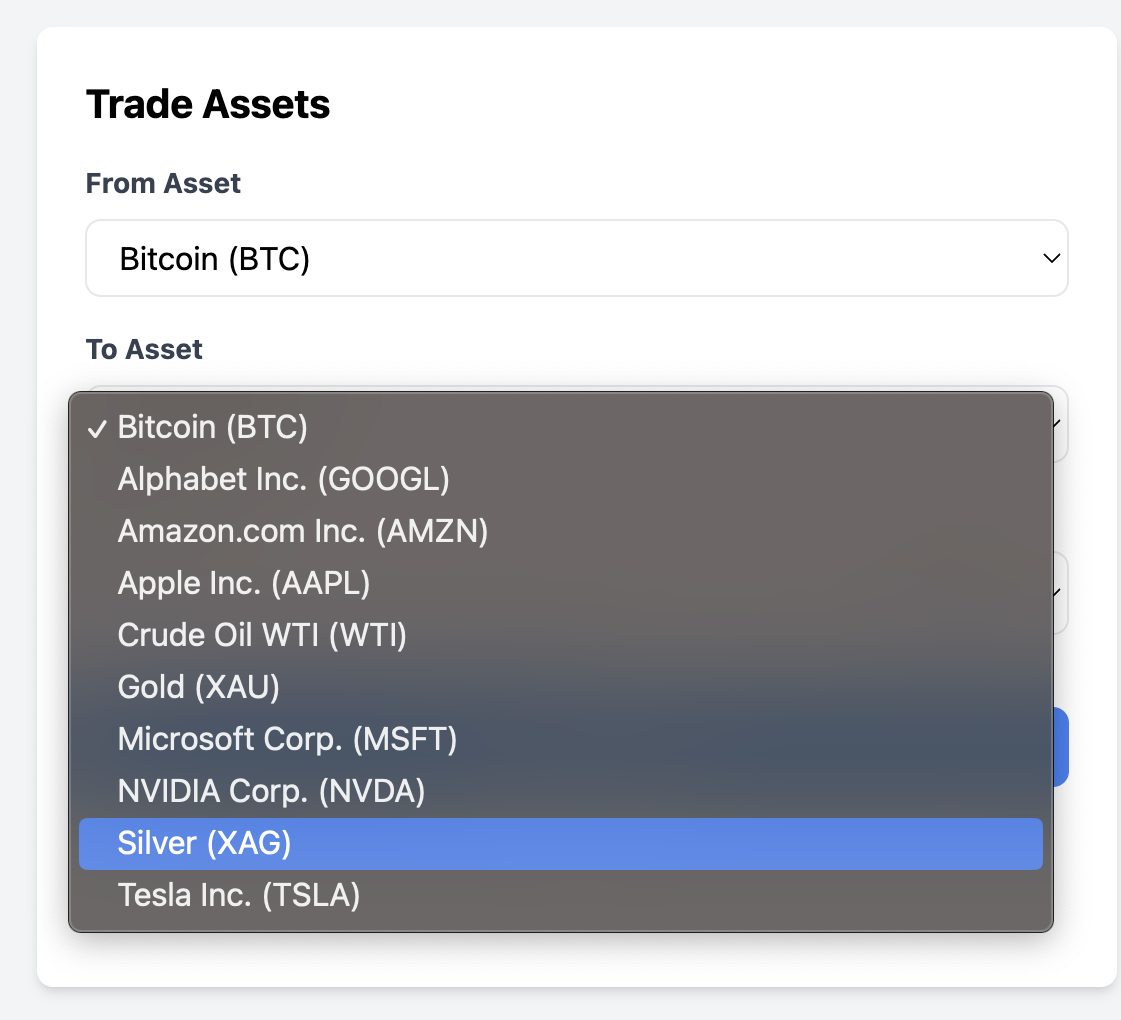 Trade Assets
From Asset
Bitcoin (BTC)
To Asset
✓ Bitcoin (BTC)
Alphabet Inc. (GOOGL)
Amazon.com Inc. (AMZN)
Apple Inc. (AAPL)
Crude Oil WTI (WTI)
Gold (XAU)
Microsoft Corp. (MSFT)
NVIDIA Corp. (NVDA)
Silver (XAG)
Tesla Inc. (TSLA)